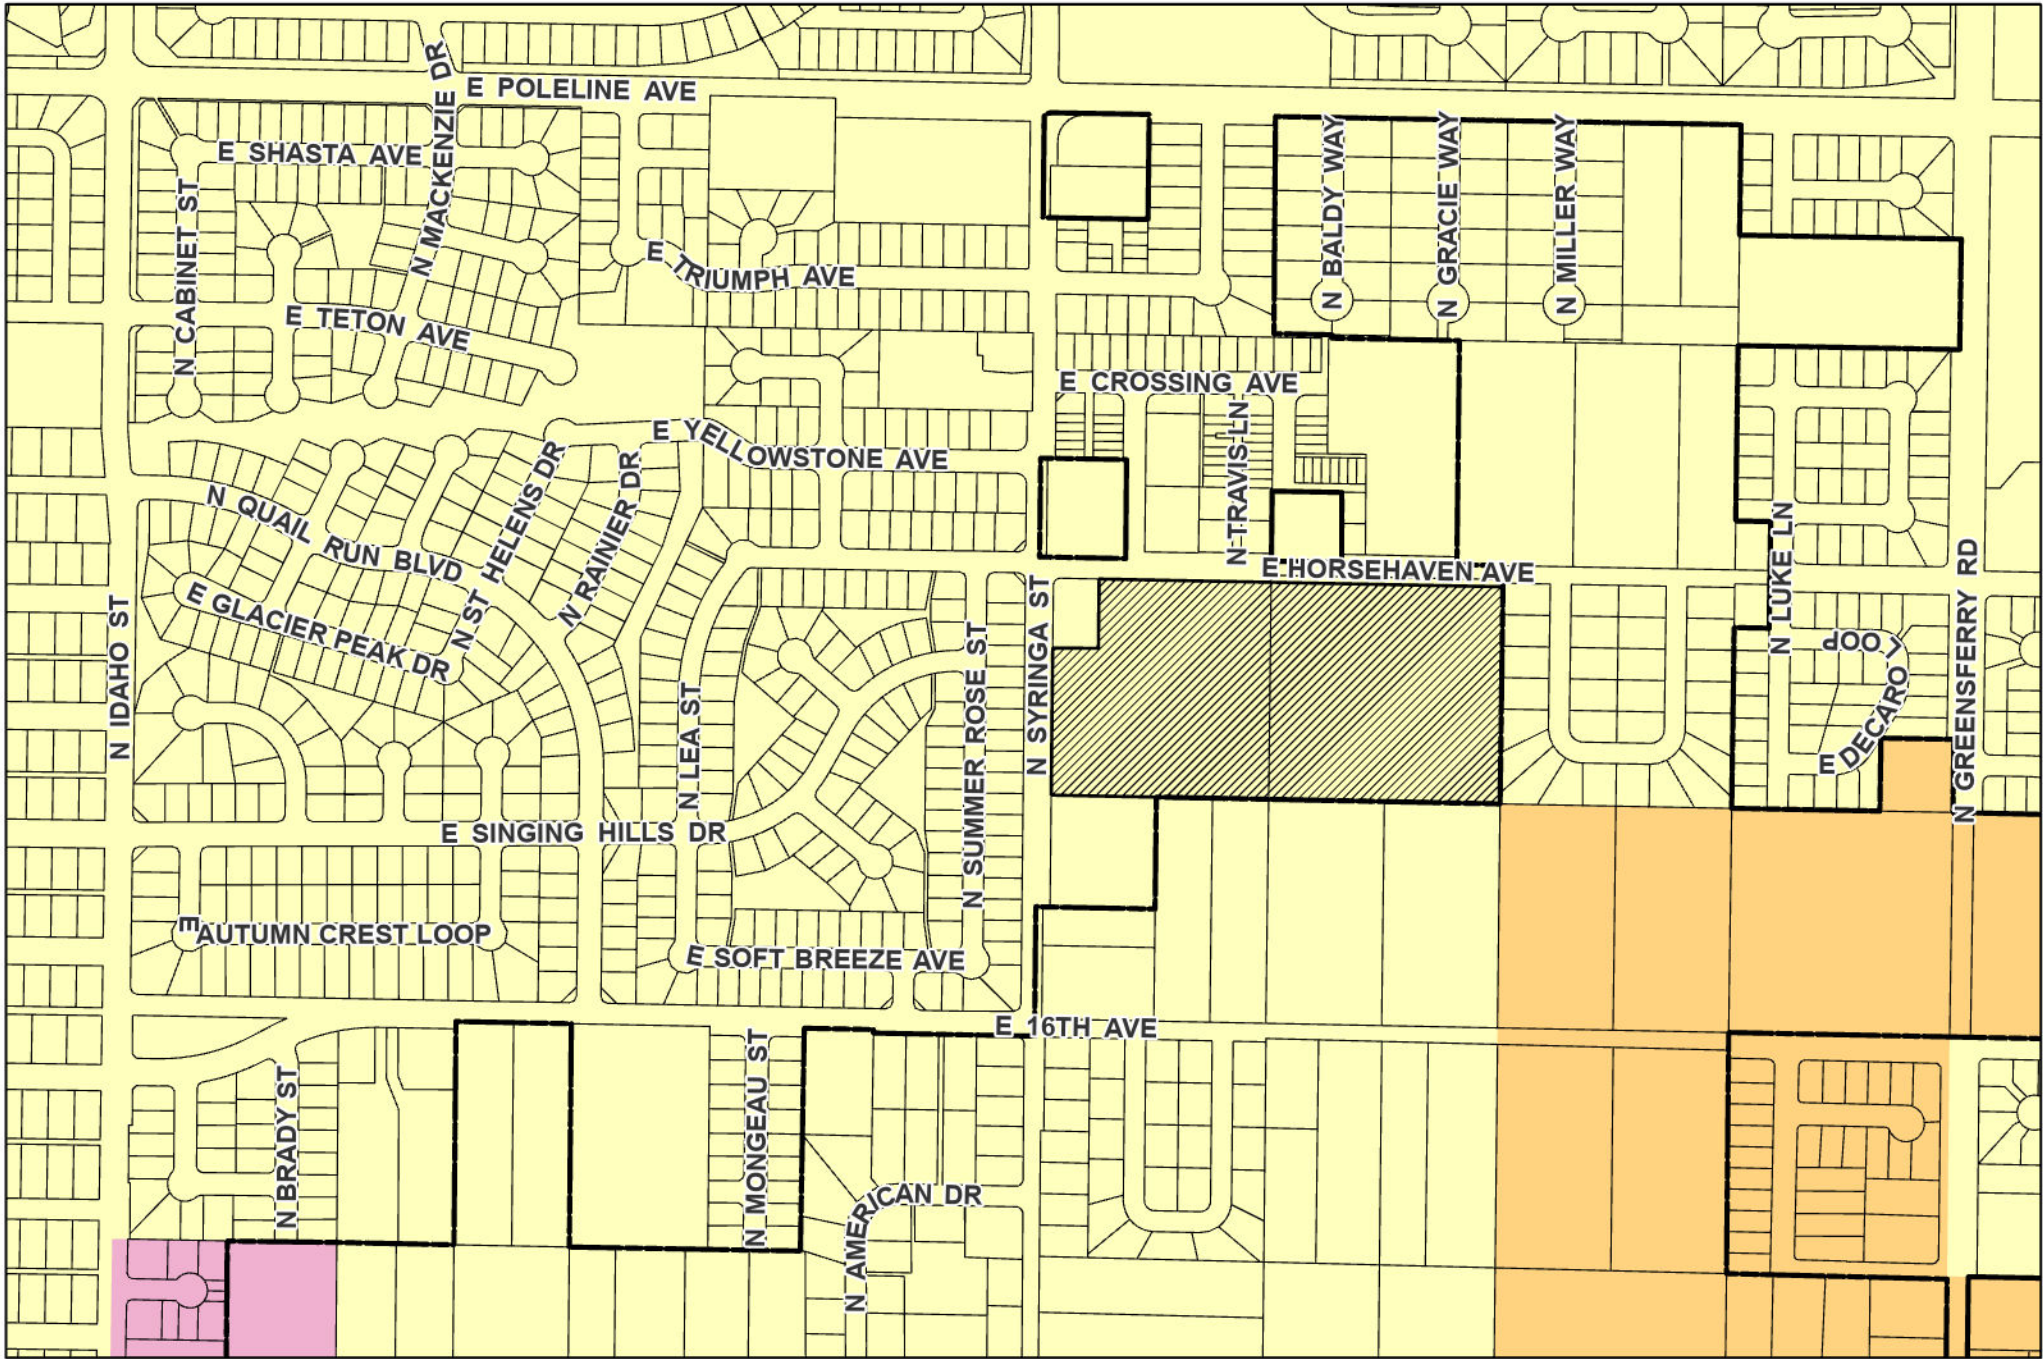 E POLELINE AVE
N MACKENZIE DR
E SHASTA AVE
N CABINET ST
E TRIUMPH AVE
E TETON AVE
N BALDY WAY
N GRACIE WAY
N MILLER WAY
E CROSSING AVE
N TRAVIS LN
E YELLOWSTONE AVE
N QUAIL RUN BLVD
N ST HELENS DR
N RAINIER DR
E GLACIER PEAK DR
E HORSEHAVEN AVE
N LUKE LN
N IDAHO ST
N LEA ST
N SUMMER ROSE ST
N SYRINGA ST
E DECARO LOOP
N GREENSFERRY RD
E SINGING HILLS DR
E AUTUMN CREST LOOP
E SOFT BREEZE AVE
E 16TH AVE
N BRADY ST
N MONGEAU ST
N AMERICAN DR